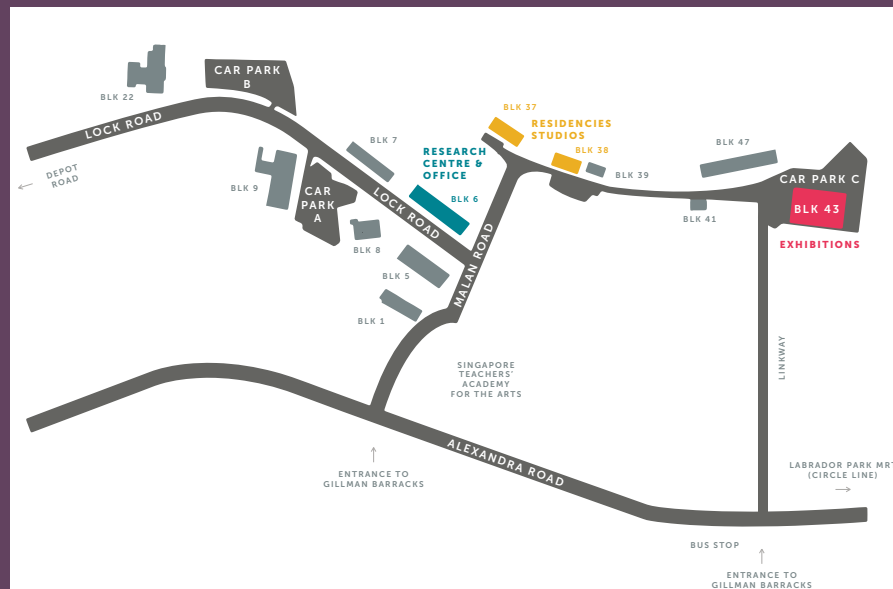 BLK 22
CAR PARK
B
LOCK ROAD
DEPOT
ROAD
BLK 7
BLK 9
CAR
PARK
A
RESEARCH
CENTRE &
OFFICE
BLK 6
LOCK ROAD
BLK 8
BLK 5
BLK 1
MALAN ROAD
BLK 37
RESIDENCIES
STUDIOS
BLK 38
BLK 39
BLK 47
BLK 41
CAR PARK C
BLK 43
EXHIBITIONS
LINKWAY
SINGAPORE
TEACHERS'
ACADEMY
FOR THE ARTS
ALEXANDRA ROAD
ENTRANCE TO
GILLMAN BARRACKS
LABRADOR PARK MRT
(CIRCLE LINE)
BUS STOP
ENTRANCE TO
GILLMAN BARRACKS